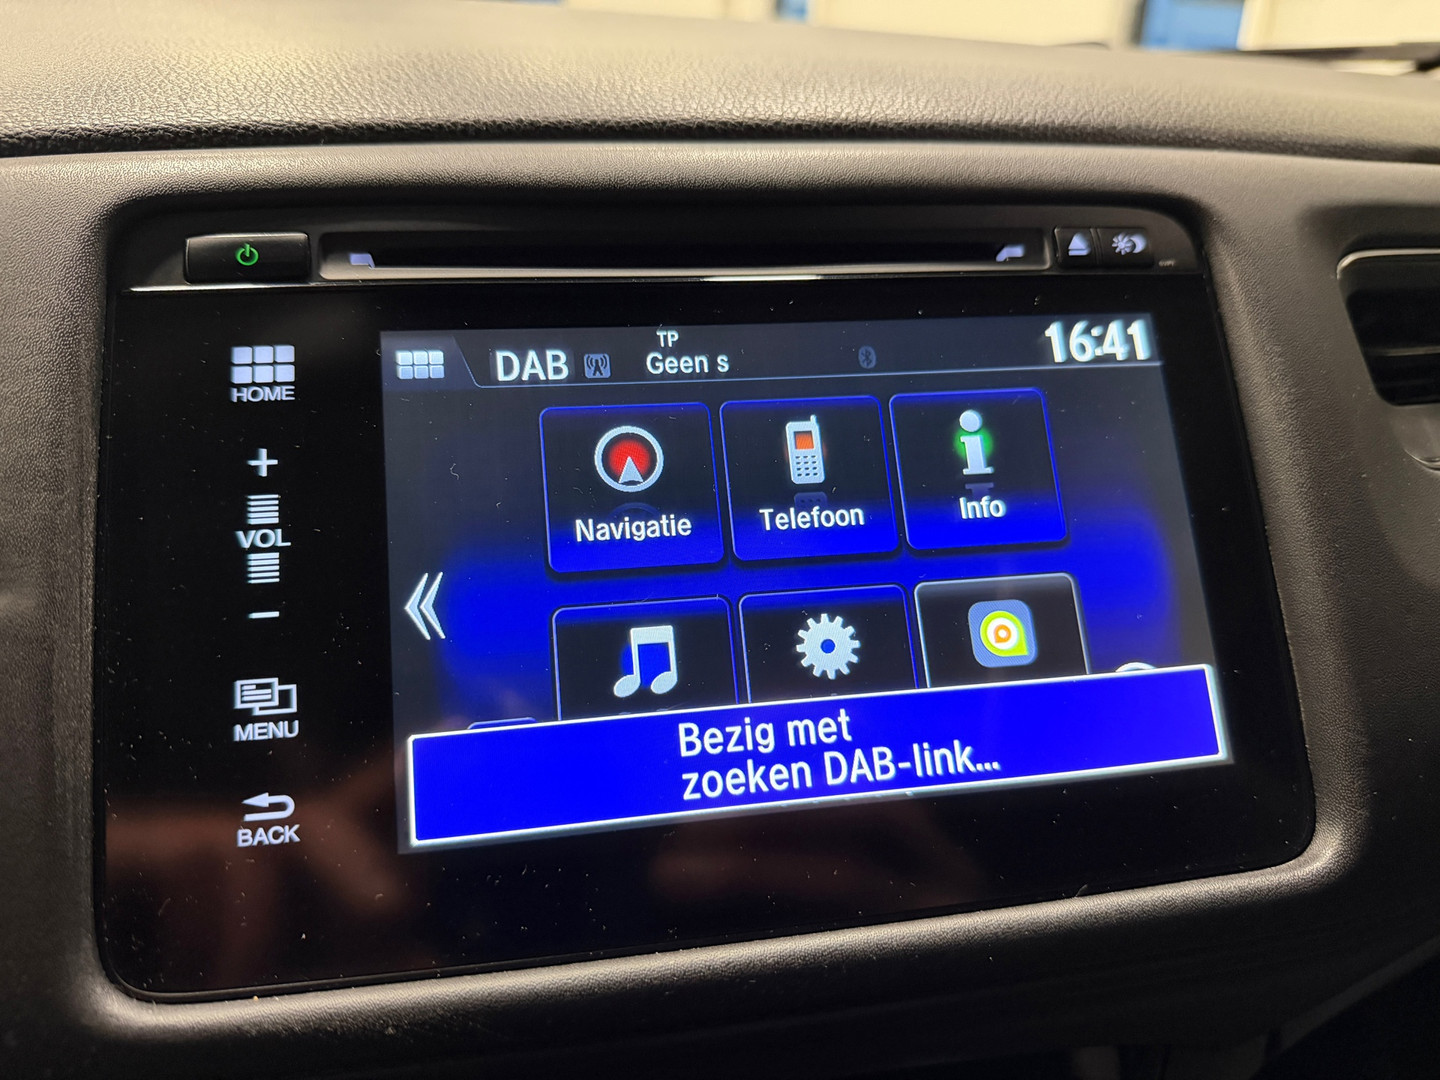 TP
DAB Geen s 16:41
HOME
+
VOL
−
MENU
BACK
Navigatie Telefoon Info
Bezig met
zoeken DAB-link...